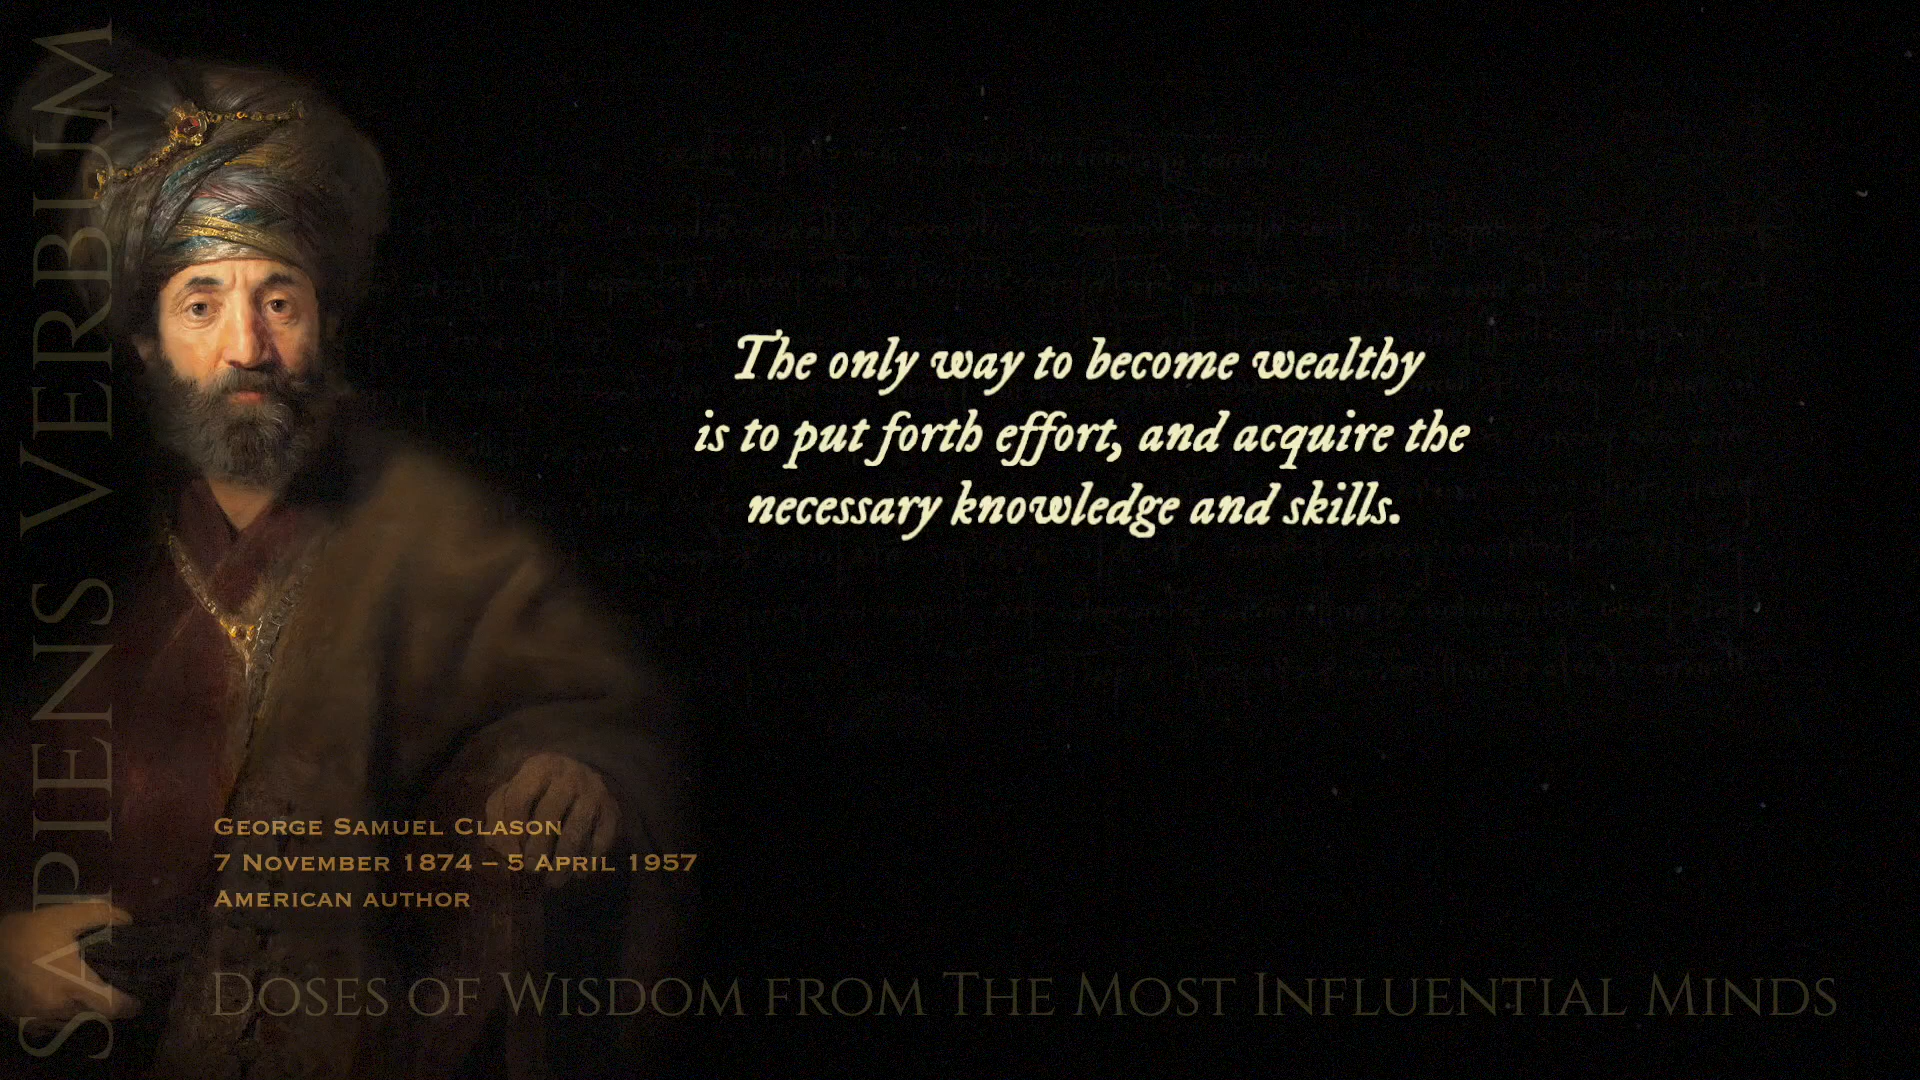 SAPIENS VERBUM
The only way to become wealthy
is to put forth effort, and acquire the
necessary knowledge and skills.
GEORGE SAMUEL CLASON
7 NOVEMBER 1874 – 5 APRIL 1957
AMERICAN AUTHOR
DOSES OF WISDOM FROM THE MOST INFLUENTIAL MINDS